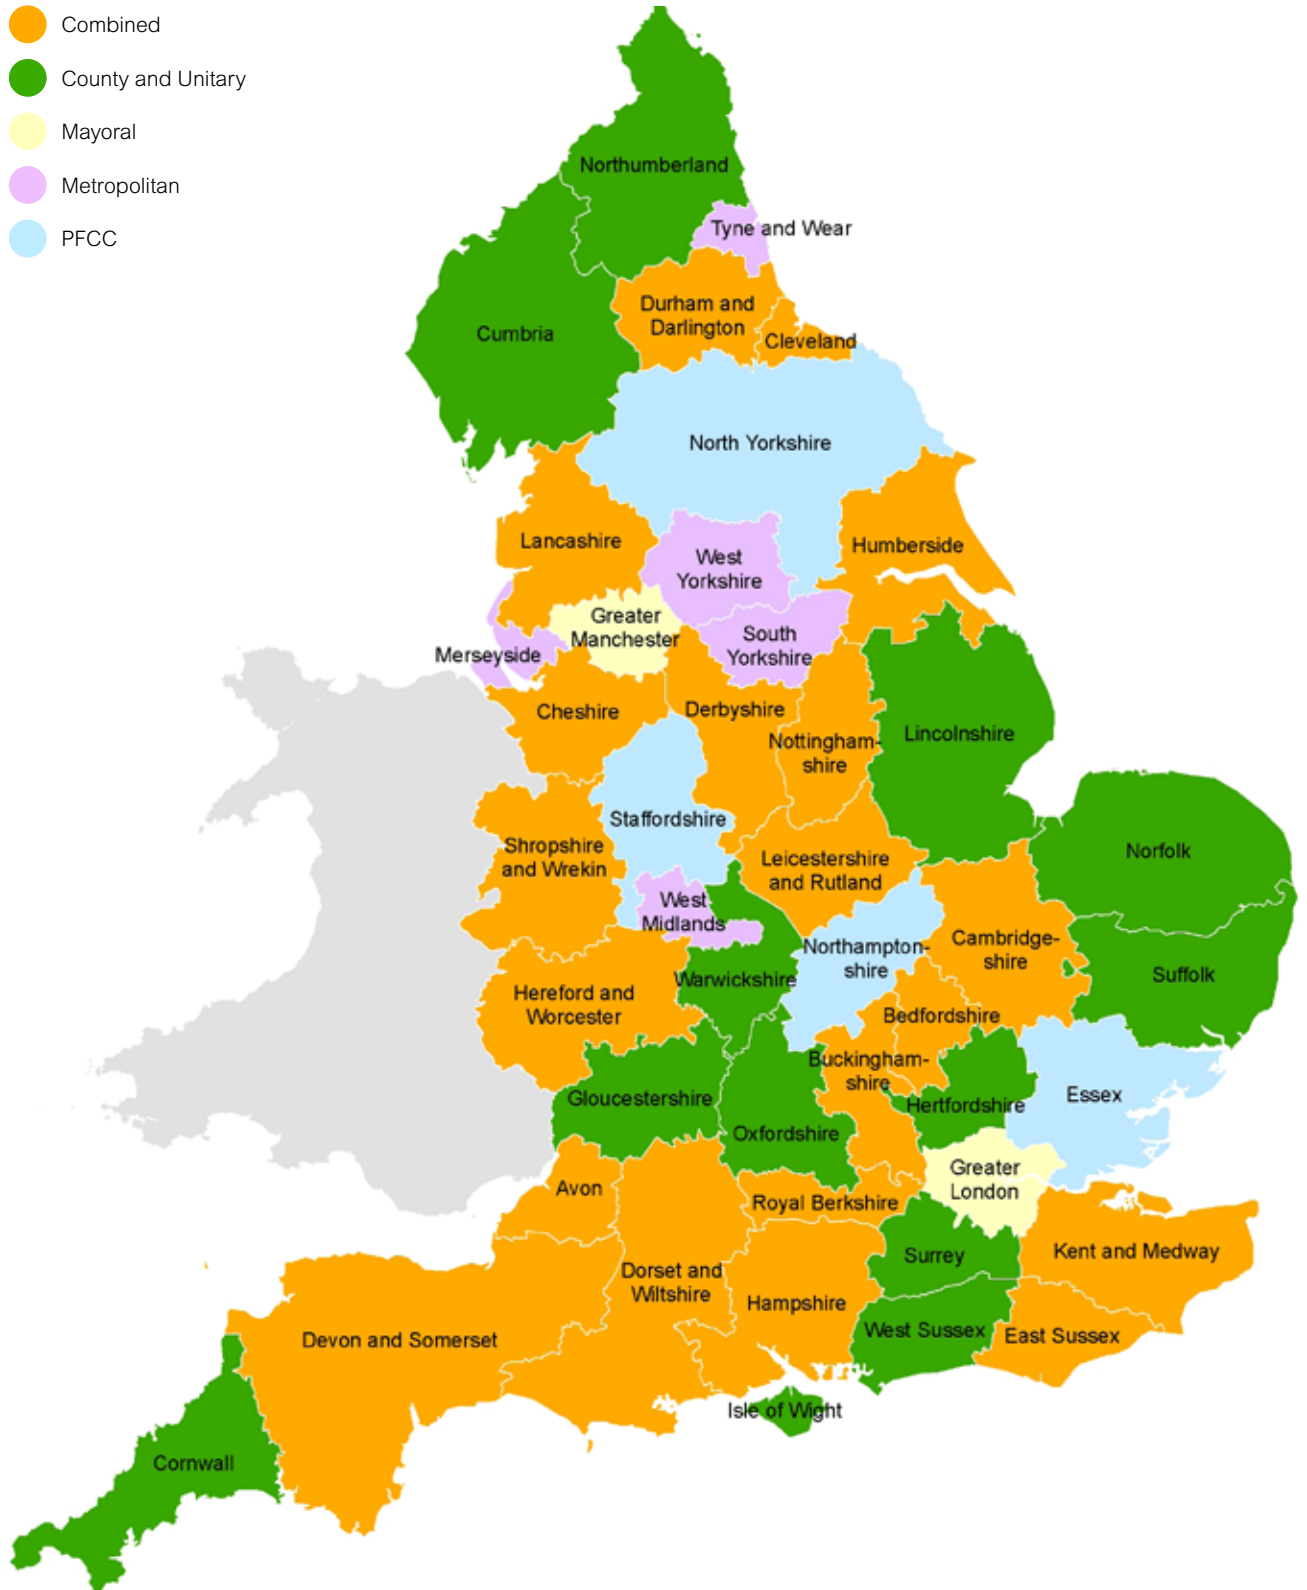 Combined
County and Unitary
Mayoral
Metropolitan
PFCC
Northumberland
Tyne and Wear
Durham and
Darlington
Cleveland
Cumbria
North Yorkshire
Lancashire
West
Yorkshire
Humberside
Greater
Manchester
South
Yorkshire
Merseyside
Cheshire
Derbyshire
Nottingham-
shire
Lincolnshire
Staffordshire
Shropshire
and Wrekin
Leicestershire
and Rutland
Norfolk
West
Midlands
Northampton-
shire
Cambridge-
shire
Suffolk
Warwickshire
Hereford and
Worcester
Bedfordshire
Buckingham-
shire
Gloucestershire
Hertfordshire
Essex
Oxfordshire
Greater
London
Avon
Royal Berkshire
Surrey
Kent and Medway
Dorset and
Wiltshire
Hampshire
West Sussex
East Sussex
Devon and Somerset
Isle of Wight
Cornwall